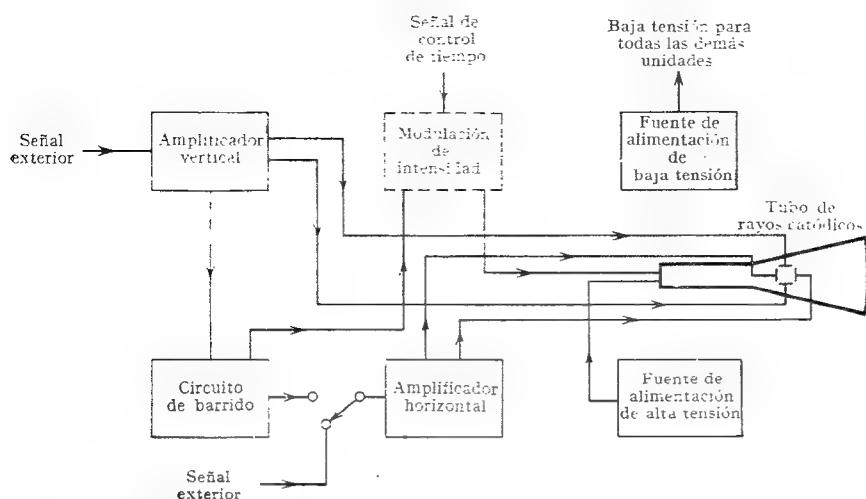 Señal de
control
de tiempo
Baja tensión para
todas las demás
unidades
Señal
exterior
Amplificador
vertical
Modulación
de
intensidad
Fuente de
alimentación
de
baja tensión
Tubo de
rayos catódicos
Circuito
de barrido
Amplificador
horizontal
Fuente de
alimentación
de alta tensión
Señal
exterior